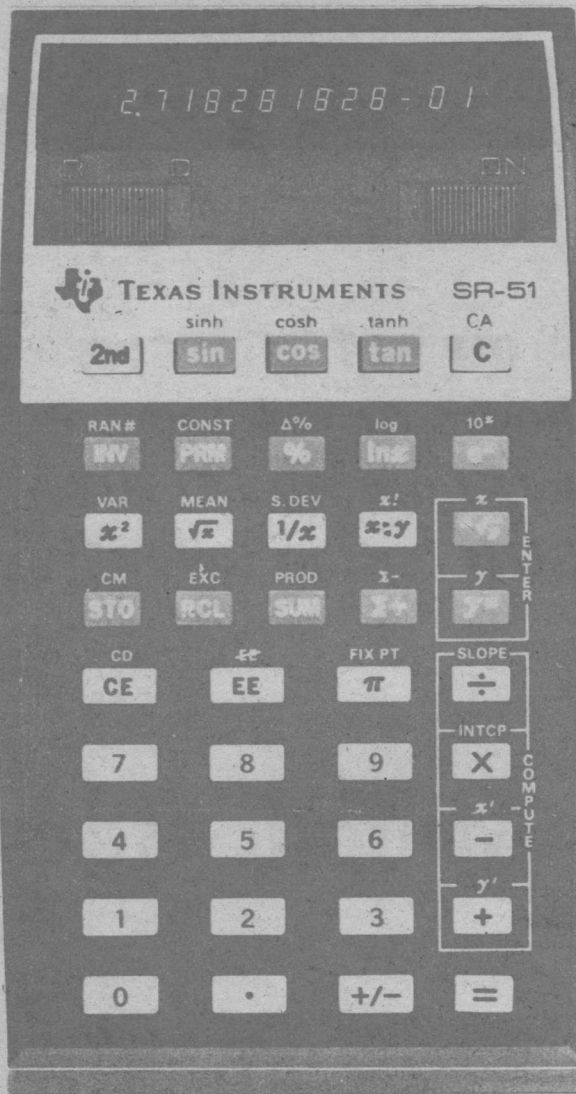 2.718281828-01
R D ON
TEXAS INSTRUMENTS SR-51
sinh cosh tanh CA
2nd sin cos tan C
RAN# CONST Δ% log 10ˣ
INV PRM % lnx eˣ
VAR MEAN S.DEV x! x
x² √x 1/x x:y
CM EXC PROD Σ- y
STO RCL SUM Σ+ yˣ
ENTER
CD EE FIX PT SLOPE
CE EE π ÷
INTCP
7 8 9 X
x'
4 5 6 −
y'
1 2 3 +
COMPUTE
0 . +/− =